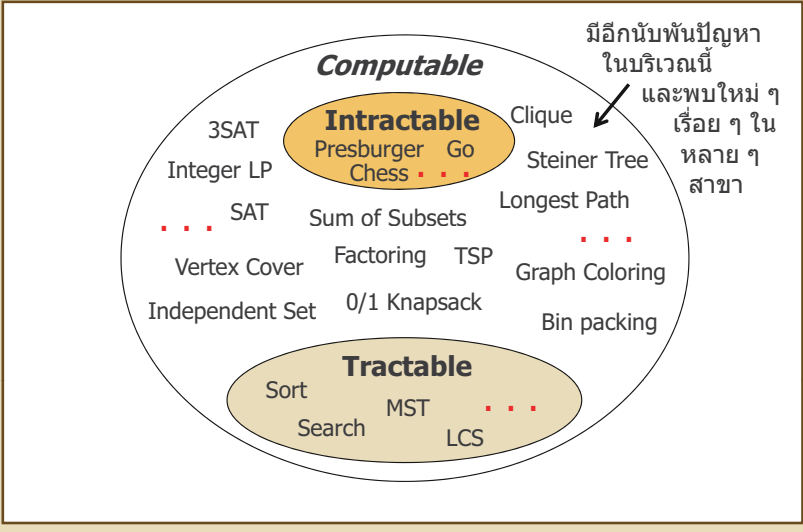 มีอีกนับพันปัญหา
ในบริเวณนี้
และพบใหม่ ๆ
เรื่อย ๆ ใน
หลาย ๆ
สาขา
Computable
Intractable
Presburger Go
Chess . . .
Clique
3SAT
Steiner Tree
Integer LP
Longest Path
. . . SAT
Sum of Subsets
. . .
Factoring TSP
Vertex Cover
Graph Coloring
Independent Set
0/1 Knapsack
Bin packing
Tractable
Sort
MST . . .
Search
LCS